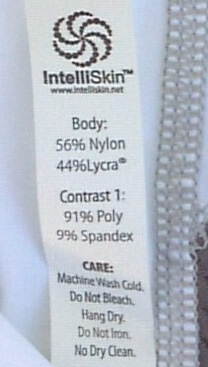 IntelliSkin™
www.intelliskin.net
Body:
56% Nylon
44%Lycra®
Contrast 1:
91% Poly
9% Spandex
CARE:
Machine Wash Cold.
Do Not Bleach.
Hang Dry.
Do Not Iron.
No Dry Clean.